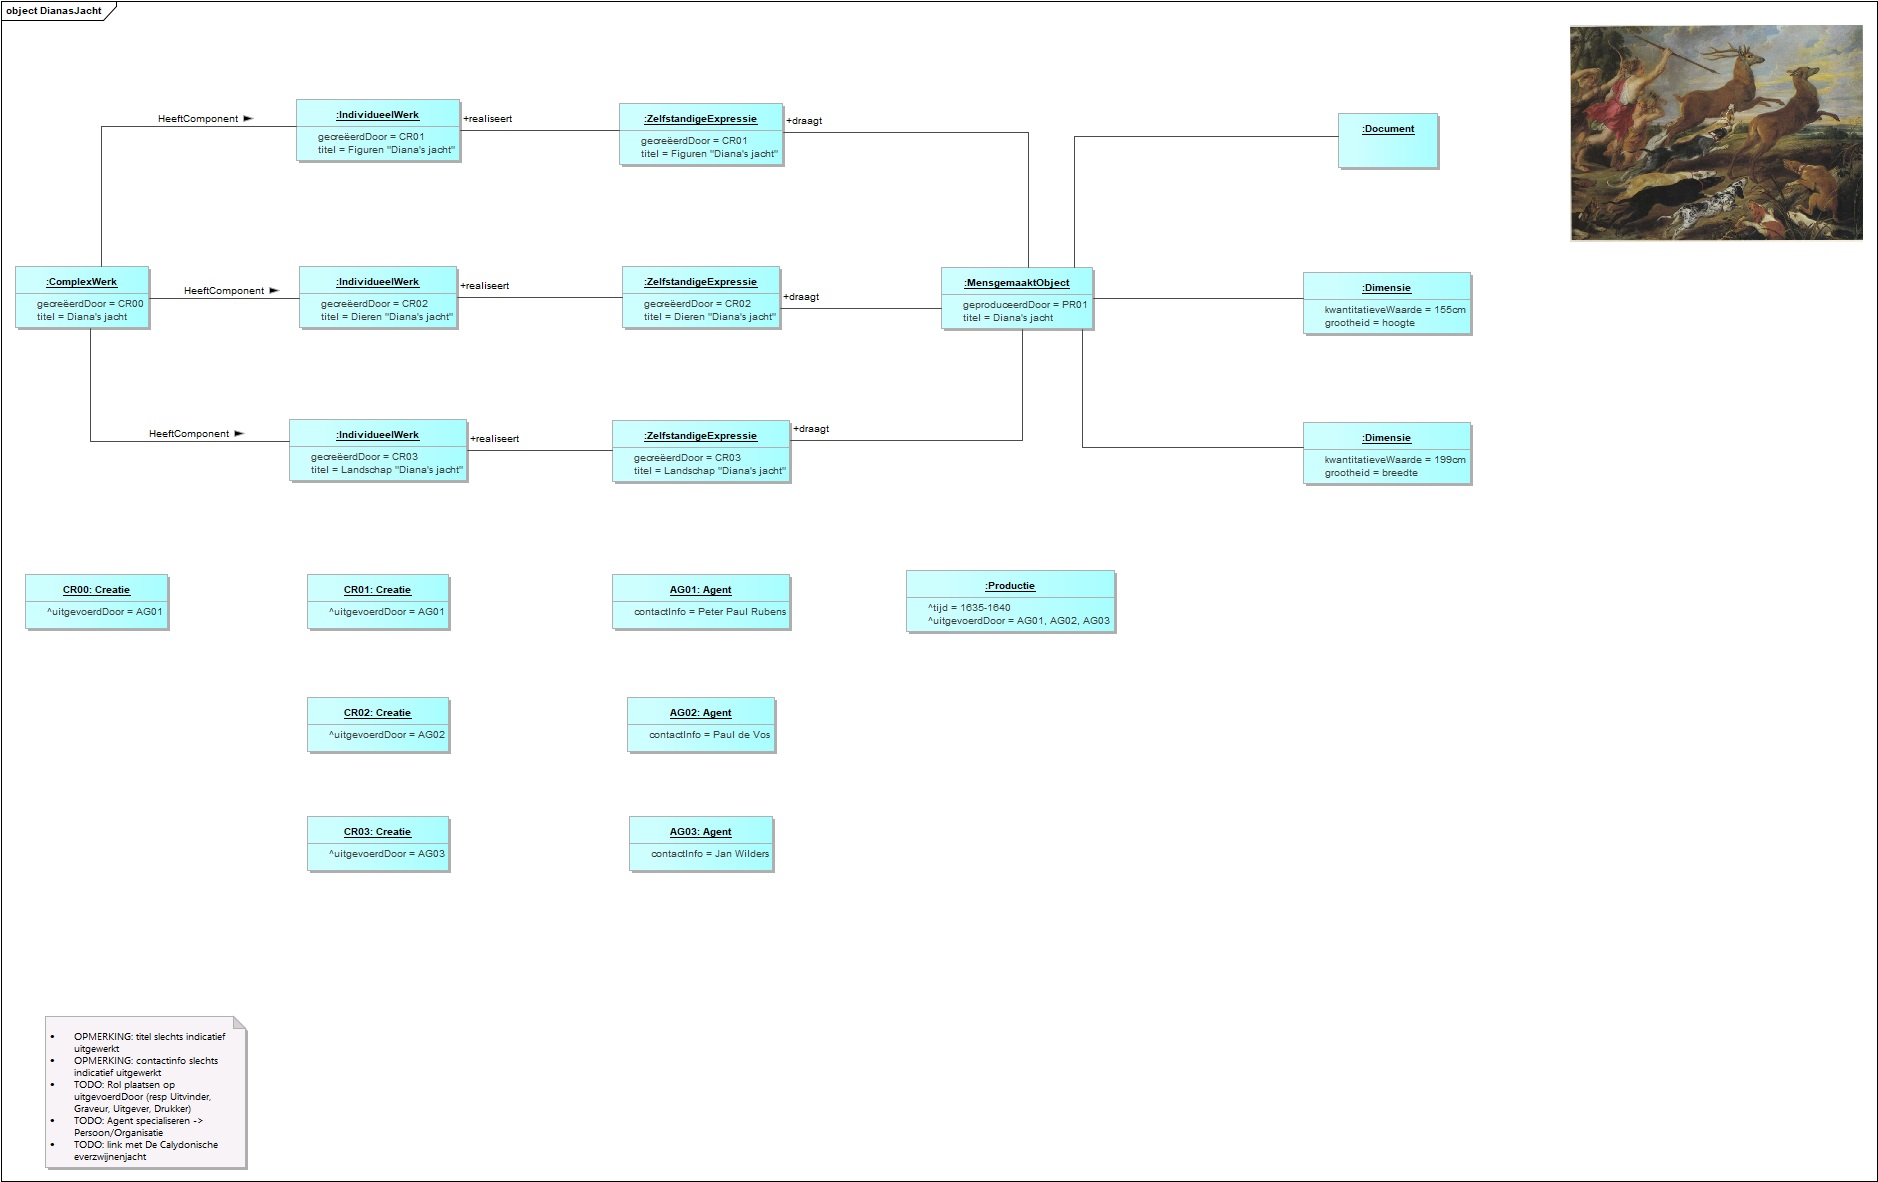 object DianasJacht
HeeftComponent
:IndividueelWerk
gecreëerdDoor = CR01
titel = Figuren "Diana's jacht"
+realiseert
:ZelfstandigeExpressie
gecreëerdDoor = CR01
titel = Figuren "Diana's jacht"
+draagt
:Document
:ComplexWerk
gecreëerdDoor = CR00
titel = Diana's jacht
HeeftComponent
:IndividueelWerk
gecreëerdDoor = CR02
titel = Dieren "Diana's jacht"
+realiseert
:ZelfstandigeExpressie
gecreëerdDoor = CR02
titel = Dieren "Diana's jacht"
+draagt
:MensgemaaktObject
geproduceerdDoor = PR01
titel = Diana's jacht
:Dimensie
kwantitatieveWaarde = 155cm
grootheid = hoogte
HeeftComponent
:IndividueelWerk
gecreëerdDoor = CR03
titel = Landschap "Diana's jacht"
+realiseert
:ZelfstandigeExpressie
gecreëerdDoor = CR03
titel = Landschap "Diana's jacht"
+draagt
:Dimensie
kwantitatieveWaarde = 199cm
grootheid = breedte
CR00: Creatie
^uitgevoerdDoor = AG01
CR01: Creatie
^uitgevoerdDoor = AG01
AG01: Agent
contactInfo = Peter Paul Rubens
:Productie
^tijd = 1635-1640
^uitgevoerdDoor = AG01, AG02, AG03
CR02: Creatie
^uitgevoerdDoor = AG02
AG02: Agent
contactInfo = Paul de Vos
CR03: Creatie
^uitgevoerdDoor = AG03
AG03: Agent
contactInfo = Jan Wilders
• OPMERKING: titel slechts indicatief
uitgewerkt
• OPMERKING: contactinfo slechts
indicatief uitgewerkt
• TODO: Rol plaatsen op
uitgevoerdDoor (resp Uitvinder,
Graveur, Uitgever, Drukker)
• TODO: Agent specialiseren ->
Persoon/Organisatie
• TODO: link met De Calydonische
everzwijnenjacht